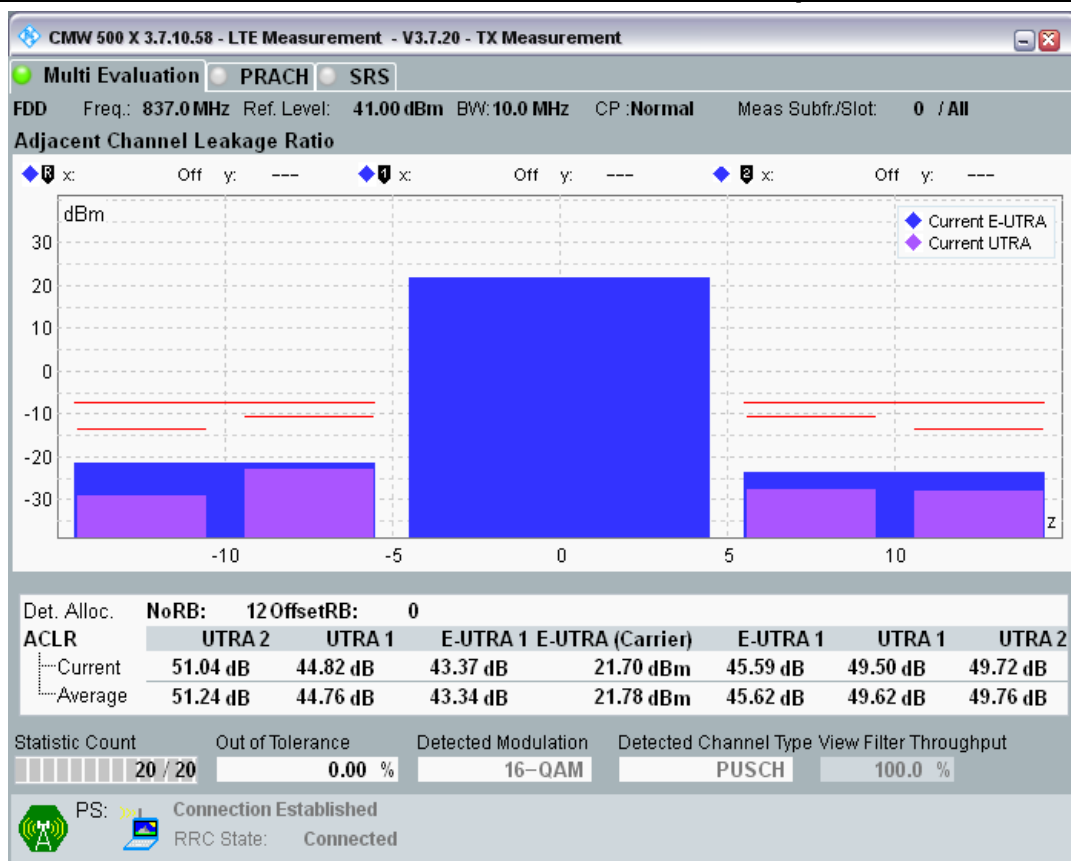 CMW 500 X 3.7.10.58 - LTE Measurement - V3.7.20 - TX Measurement
Multi Evaluation PRACH SRS
FDD Freq.: 837.0 MHz Ref. Level: 41.00 dBm BW: 10.0 MHz CP :Normal Meas Subfr./Slot: 0 / All
Adjacent Channel Leakage Ratio
R x: Off y: --- 1 x: Off y: --- 2 x: Off y: ---
dBm
Current E-UTRA
Current UTRA
30
20
10
0
-10
-20
-30
z
-10 -5 0 5 10
Det. Alloc. NoRB: 12 OffsetRB: 0
ACLR UTRA 2 UTRA 1 E-UTRA 1 E-UTRA (Carrier) E-UTRA 1 UTRA 1 UTRA 2
Current 51.04 dB 44.82 dB 43.37 dB 21.70 dBm 45.59 dB 49.50 dB 49.72 dB
Average 51.24 dB 44.76 dB 43.34 dB 21.78 dBm 45.62 dB 49.62 dB 49.76 dB
Statistic Count Out of Tolerance Detected Modulation Detected Channel Type View Filter Throughput
20 / 20 0.00 % 16-QAM PUSCH 100.0 %
PS: Connection Established
RRC State: Connected